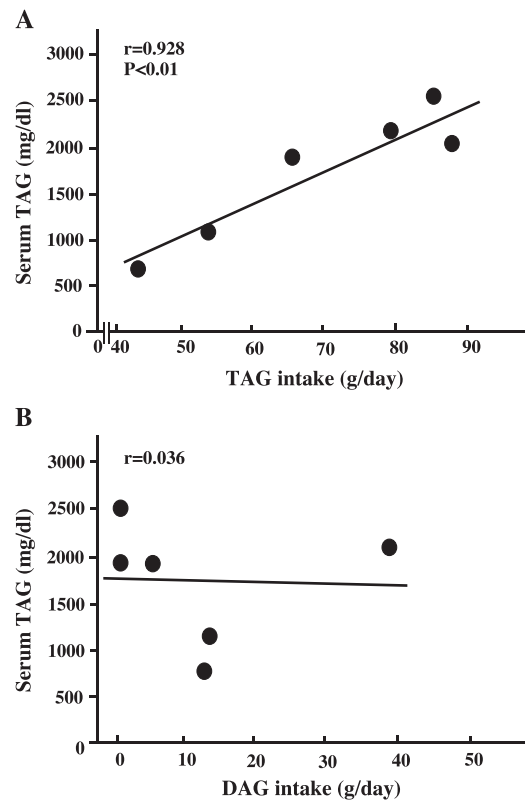 A
r=0.928
P<0.01
3000
2500
2000
1500
1000
500
0
Serum TAG (mg/dl)
0 40 50 60 70 80 90
TAG intake (g/day)
B
r=0.036
3000
2500
2000
1500
1000
500
0
Serum TAG (mg/dl)
0 10 20 30 40 50
DAG intake (g/day)